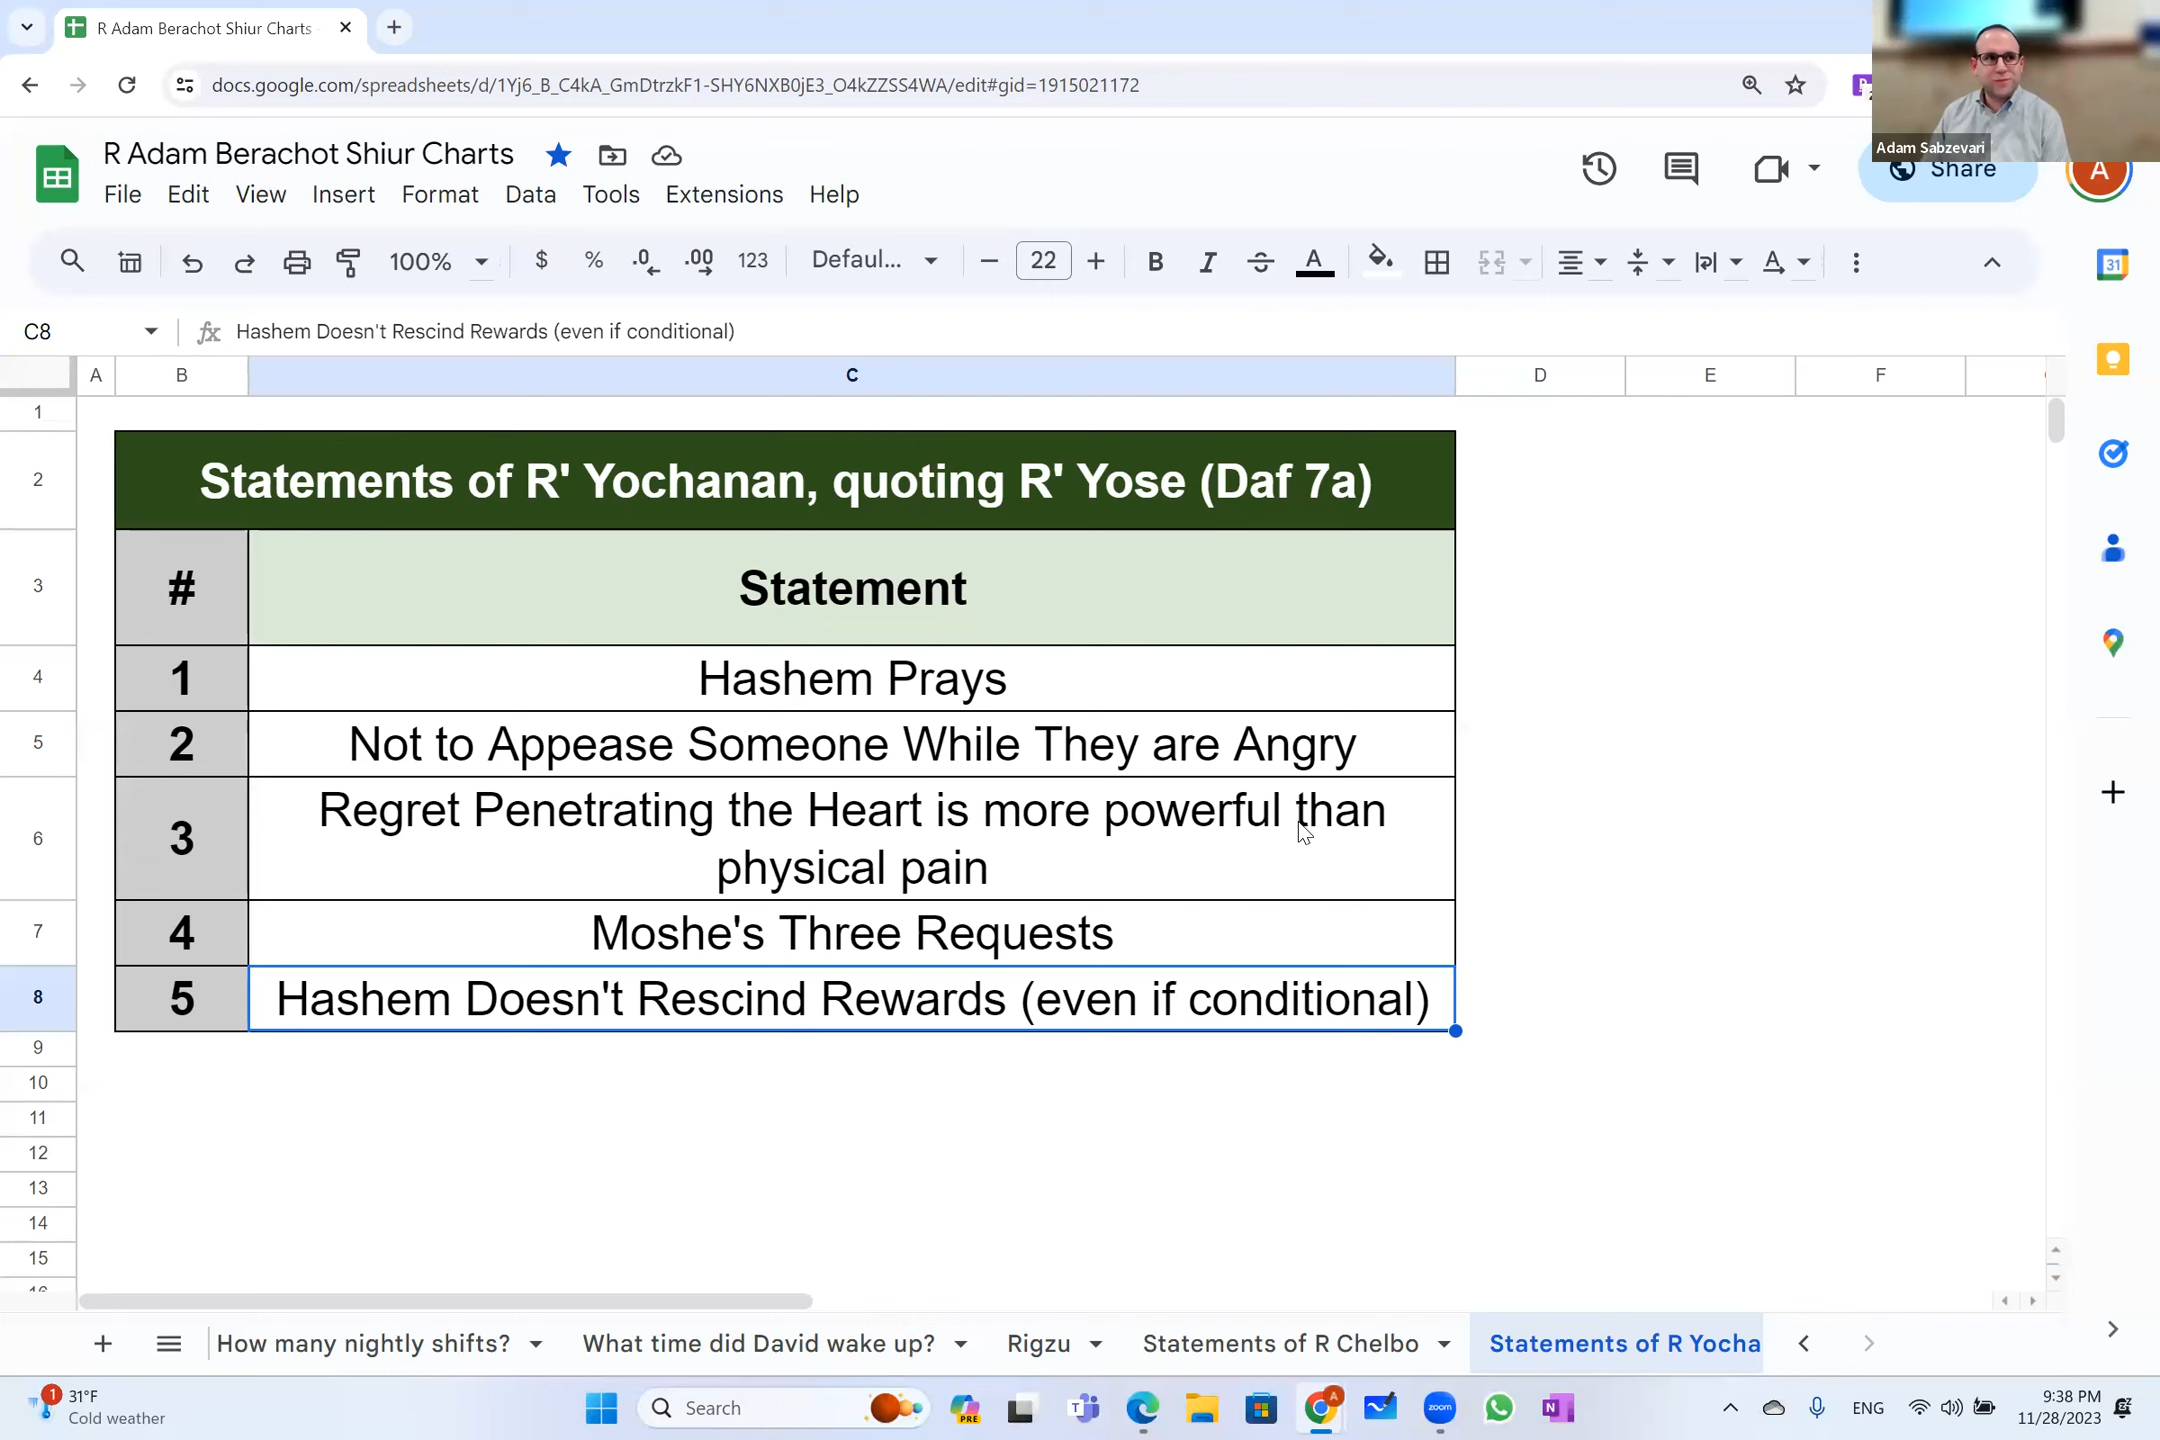 R Adam Berachot Shiur Charts
docs.google.com/spreadsheets/d/1Yj6_B_C4kA_GmDtrzkF1-SHY6NXB0jE3_O4kZZSS4WA/edit#gid=1915021172
Adam Sabzevari
R Adam Berachot Shiur Charts
Share
A
File Edit View Insert Format Data Tools Extensions Help
100% $ % .0 .00 123 Defaul... 22 B I S A
31
C8 fx Hashem Doesn't Rescind Rewards (even if conditional)
A B C D E F
1
2 Statements of R' Yochanan, quoting R' Yose (Daf 7a)
3 # Statement
4 1 Hashem Prays
5 2 Not to Appease Someone While They are Angry
6 3 Regret Penetrating the Heart is more powerful than
physical pain
7 4 Moshe's Three Requests
8 5 Hashem Doesn't Rescind Rewards (even if conditional)
9
10
11
12
13
14
15
How many nightly shifts? What time did David wake up? Rigzu Statements of R Chelbo Statements of R Yocha
1 31°F
Cold weather
Search
PRE
A
zoom
N
ENG
9:38 PM
11/28/2023